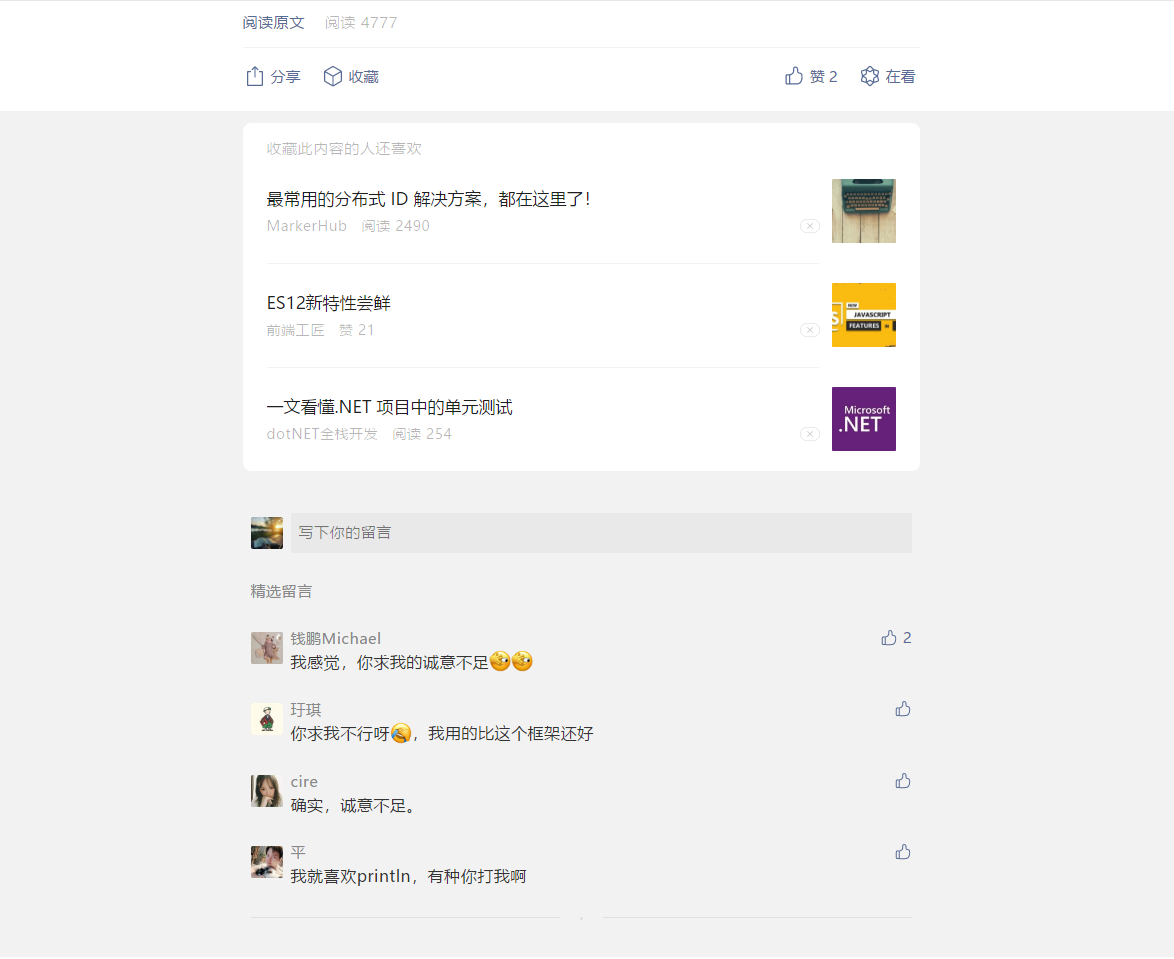 阅读原文 阅读 4777
分享 收藏 赞 2 在看
收藏此内容的人还喜欢
最常用的分布式 ID 解决方案，都在这里了！
MarkerHub 阅读 2490
ES12新特性尝鲜
前端工匠 赞 21
NEW
JAVASCRIPT
FEATURES IN
一文看懂.NET 项目中的单元测试
dotNET全栈开发 阅读 254
Microsoft
.NET
写下你的留言
精选留言
钱鹏Michael 2
我感觉，你求我的诚意不足
玗琪
你求我不行呀，我用的比这个框架还好
cire
确实，诚意不足。
平
我就喜欢println，有种你打我啊